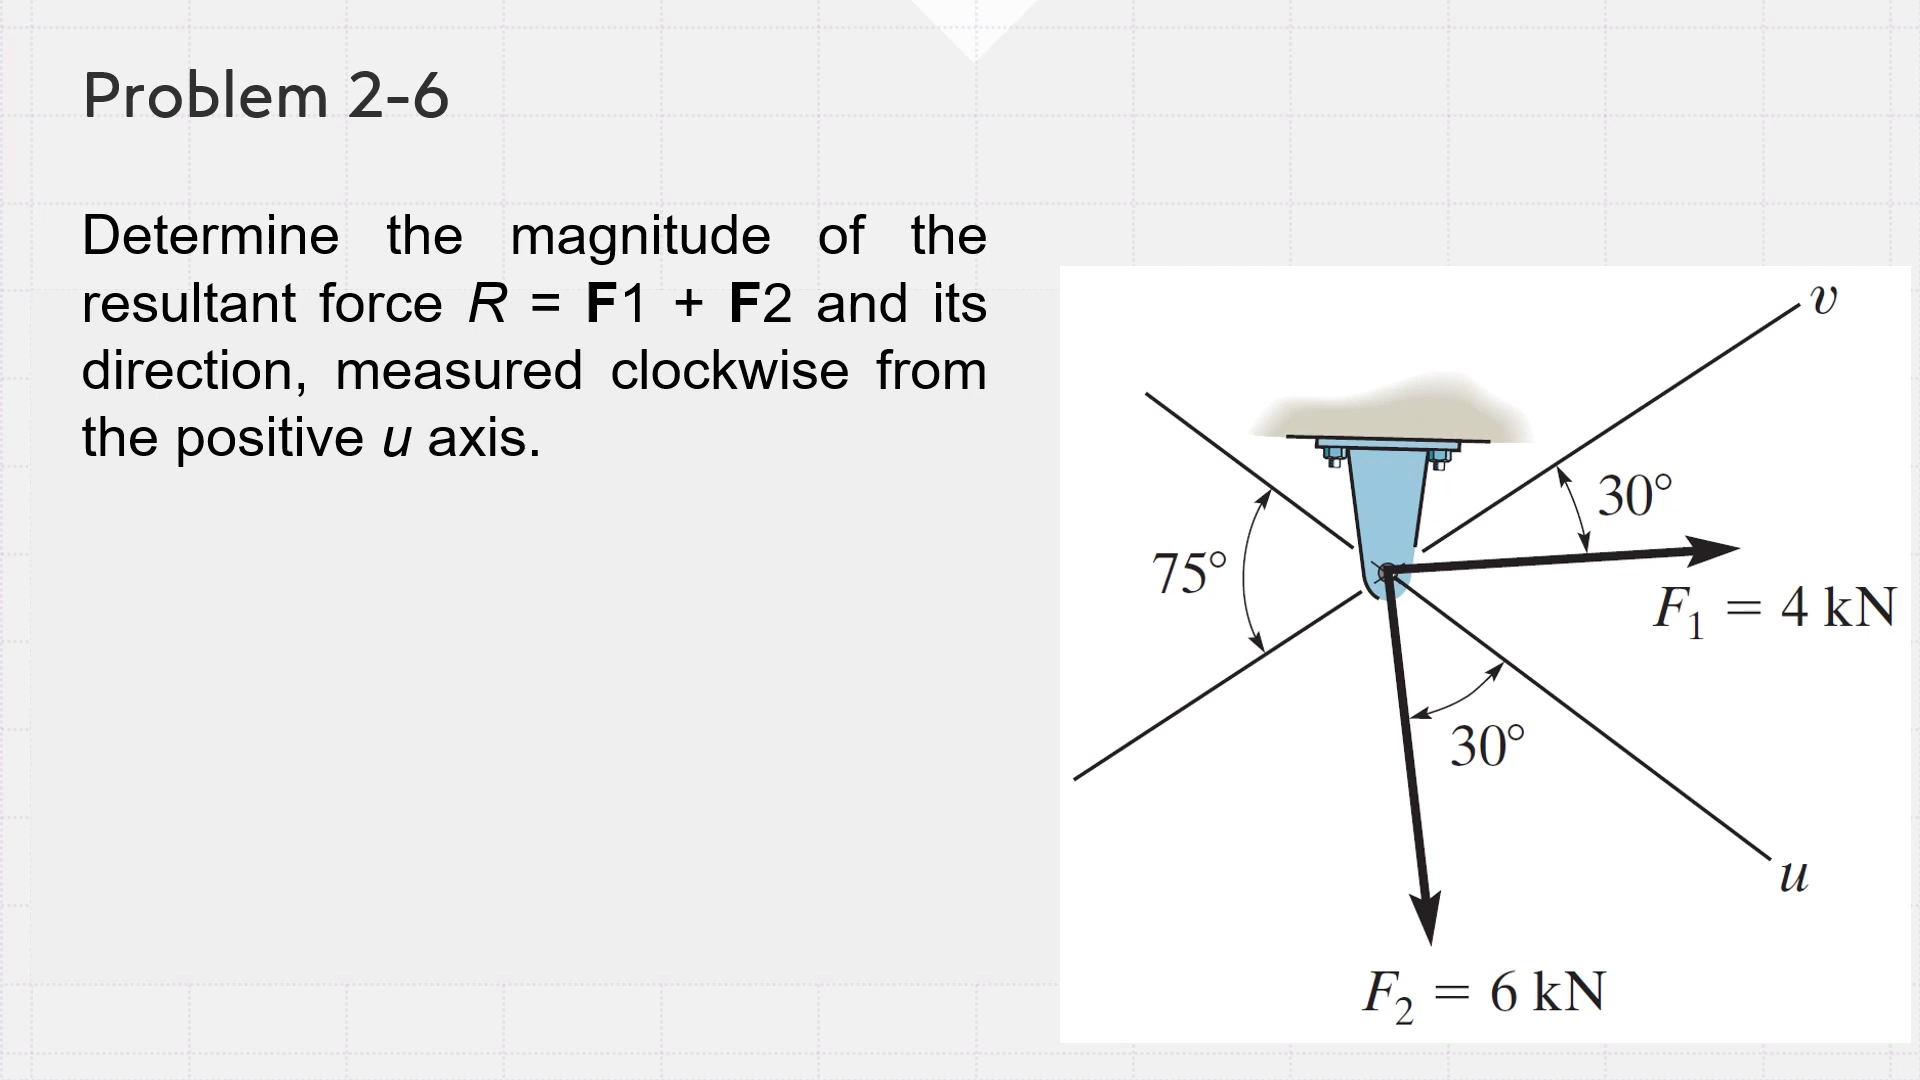 Problem 2-6
Determine the magnitude of the
resultant force R = F1 + F2 and its
direction, measured clockwise from
the positive u axis.
v
30°
75°
F₁ = 4 kN
30°
u
F₂ = 6 kN